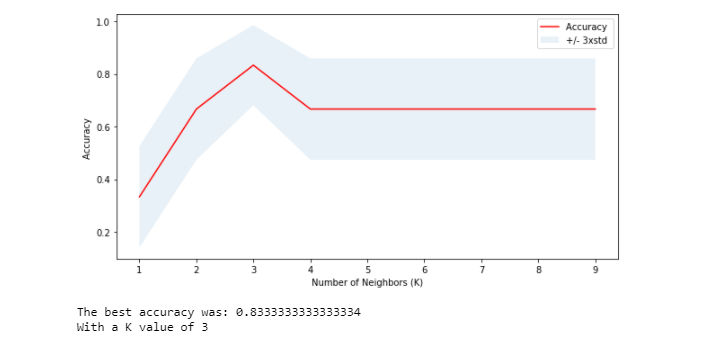 1.0
0.8
0.6
0.4
0.2
Accuracy
Accuracy
+/- 3xstd
1 2 3 4 5 6 7 8 9
Number of Neighbors (K)
The best accuracy was: 0.8333333333333334
With a K value of 3